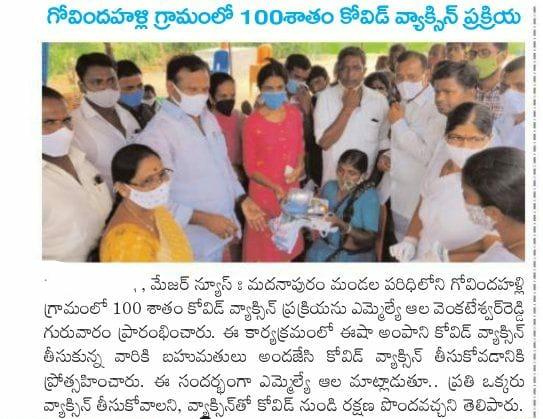 గోవిందహళ్లి గ్రామంలో 100శాతం కోవిడ్ వ్యాక్సిన్ ప్రక్రియ
, , మేజర్ న్యూస్ : మదనాపురం మండల పరిధిలోని గోవిందహళ్లి
గ్రామంలో 100 శాతం కోవిడ్ వ్యాక్సిన్ ప్రక్రియను ఎమ్మెల్యే ఆల వెంకటేశ్వర్‌రెడ్డి
గురువారం ప్రారంభించారు. ఈ కార్యక్రమంలో ఈషా అంపాని కోవిడ్ వ్యాక్సిన్
తీసుకున్న వారికి బహుమతులు అందజేసి కోవిడ్ వ్యాక్సిన్ తీసుకోవడానికి
ప్రోత్సహించారు. ఈ సందర్భంగా ఎమ్మెల్యే ఆల మాట్లాడుతూ.. ప్రతి ఒక్కరు
వ్యాక్సిన్ తీసుకోవాలని, వ్యాక్సిన్‌తో కోవిడ్ నుండి రక్షణ పొందవచ్చని తెలిపారు.